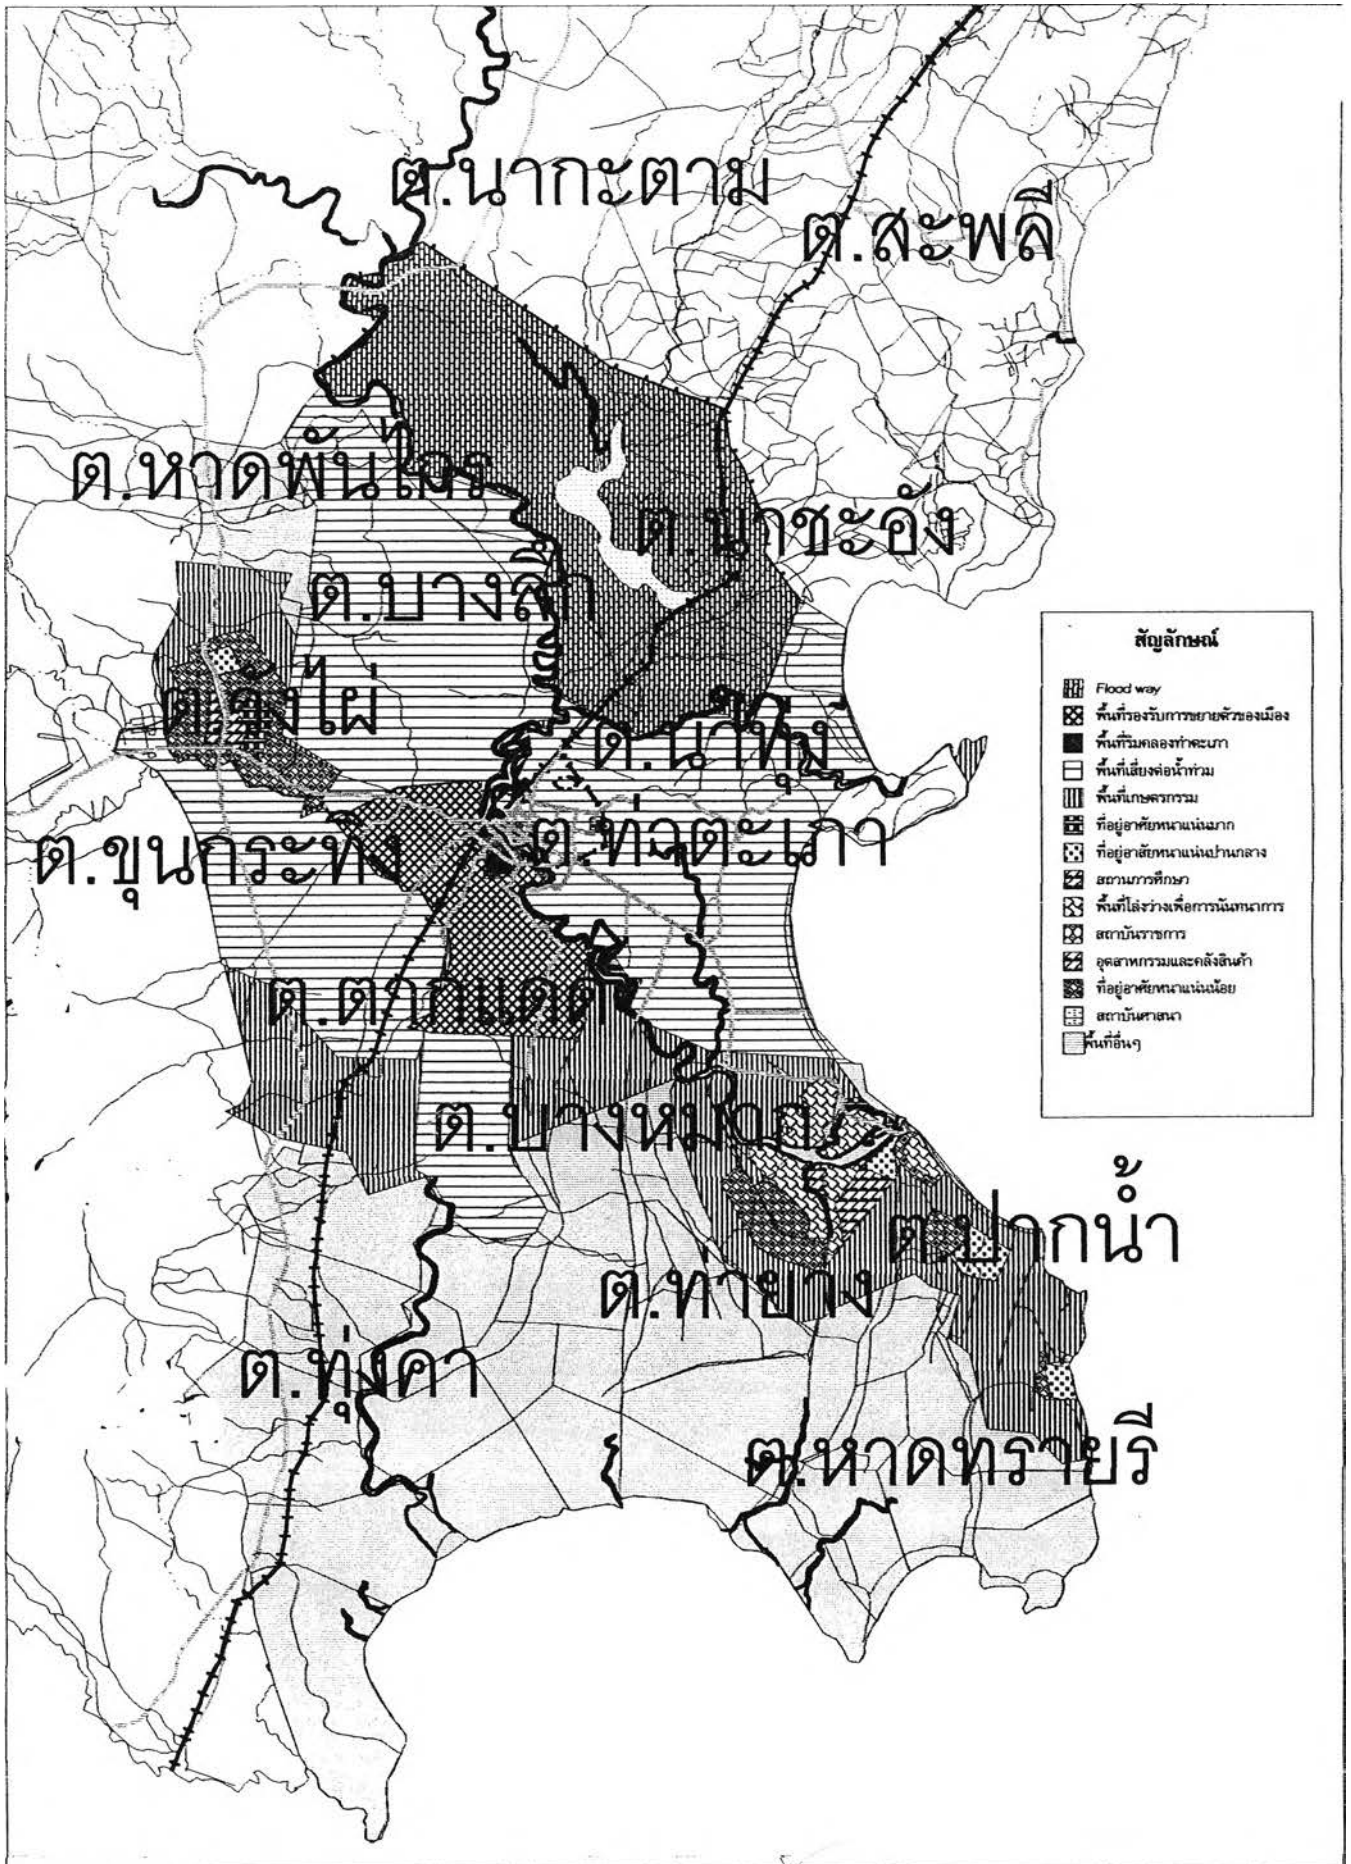 ต.นากะตาม
ต.สะพลี
ต.หาดพันไกร
ต.นาชะอัง
ต.บางลึก
ต.วังไผ่
ต.นาทุ่ง
ต.ขุนกระทิง
ต.ท่าตะเภา
ต.ตากแดด
ต.บางหมาก
ต.ปากน้ำ
ต.ท่ายาง
ต.ทุ่งคา
ต.หาดทรายรี
สัญลักษณ์
Flood way
พื้นที่รองรับการขยายตัวของเมือง
พื้นที่ริมคลองท่าตะเภา
พื้นที่เสี่ยงต่อน้ำท่วม
พื้นที่เกษตรกรรม
ที่อยู่อาศัยหนาแน่นมาก
ที่อยู่อาศัยหนาแน่นปานกลาง
สถานการศึกษา
พื้นที่โล่งว่างเพื่อการนันทนาการ
สถาบันราชการ
อุตสาหกรรมและคลังสินค้า
ที่อยู่อาศัยหนาแน่นน้อย
สถาบันศาสนา
พื้นที่อื่นๆ